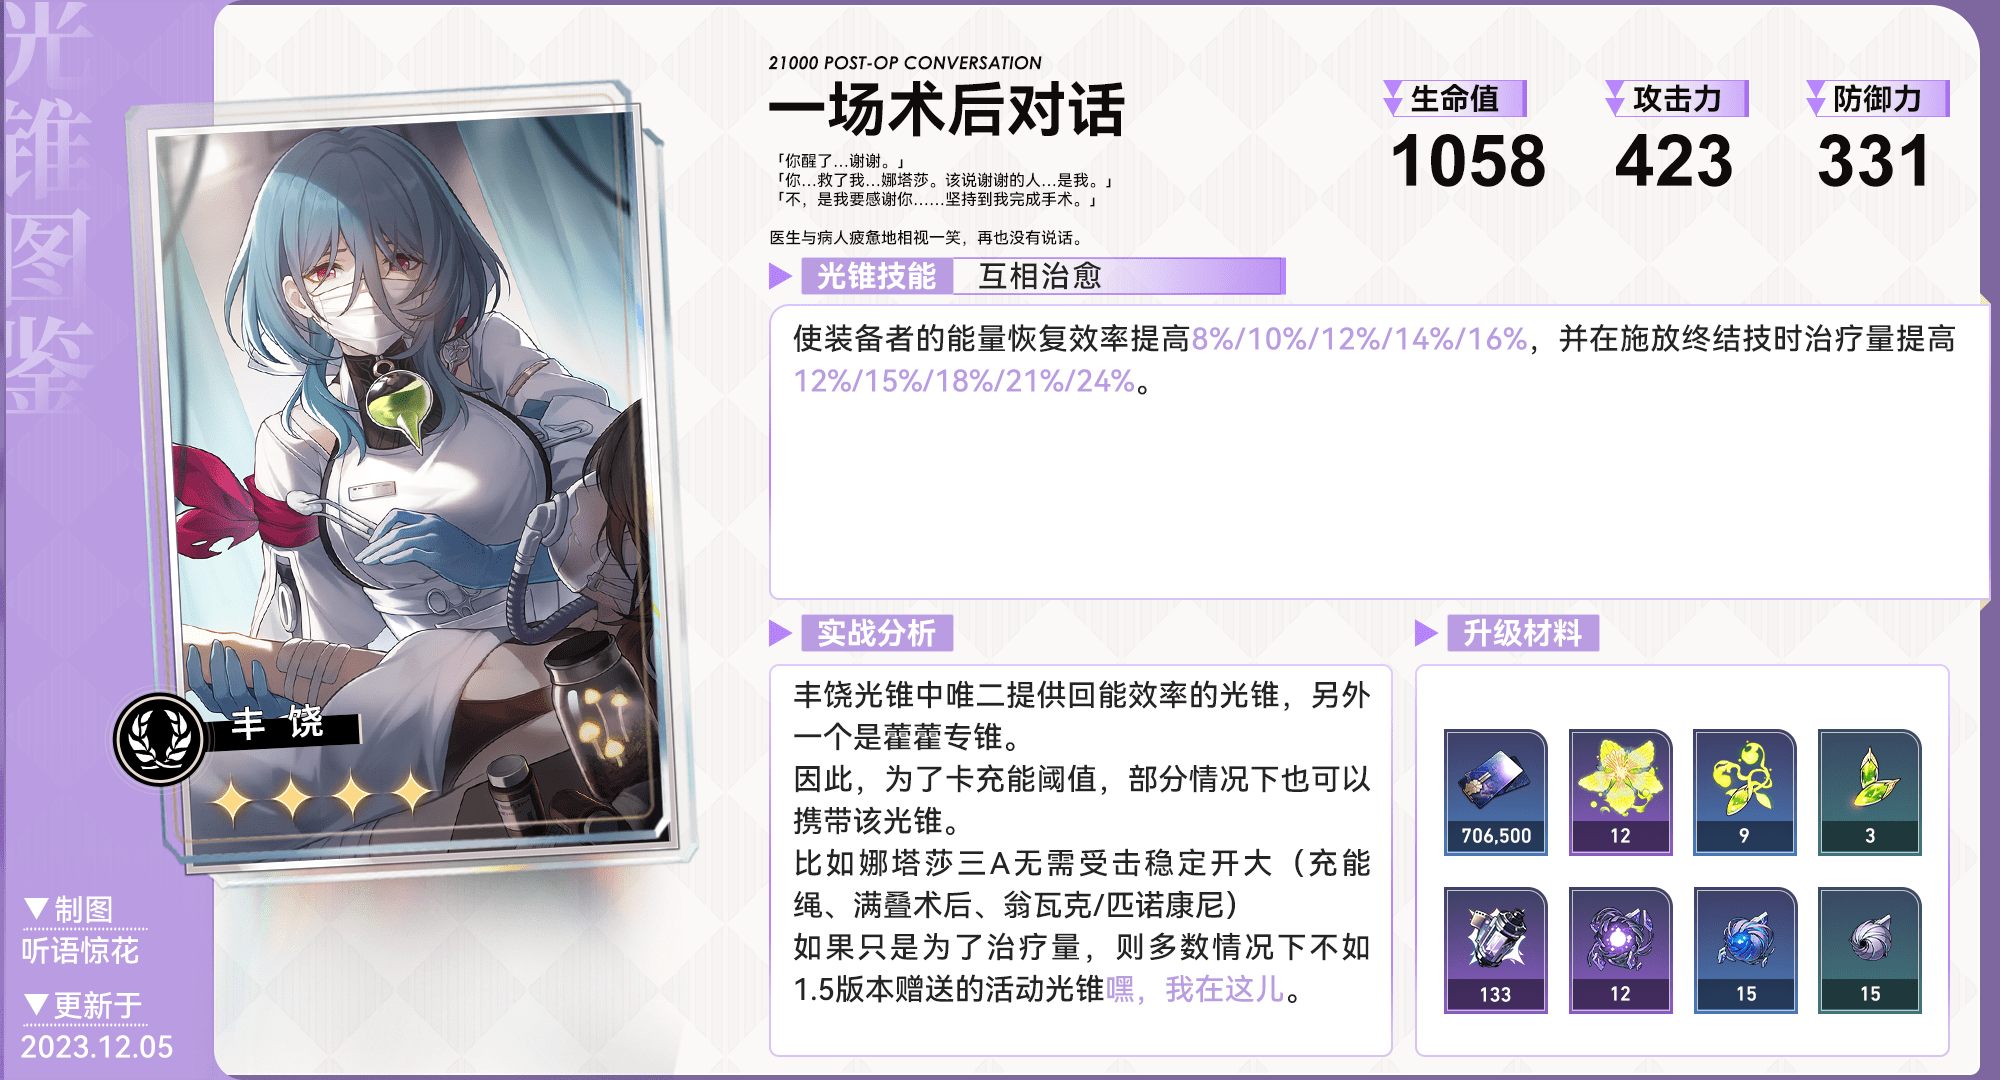 光锥图鉴
21000 POST-OP CONVERSATION
一场术后对话
「你醒了…谢谢。」
「你…救了我…娜塔莎。该说谢谢的人…是我。」
「不，是我要感谢你……坚持到我完成手术。」
医生与病人疲惫地相视一笑，再也没有说话。
生命值
1058
攻击力
423
防御力
331
光锥技能 互相治愈
使装备者的能量恢复效率提高8%/10%/12%/14%/16%，并在施放终结技时治疗量提高
12%/15%/18%/21%/24%。
丰饶
实战分析
丰饶光锥中唯二提供回能效率的光锥，另外
一个是藿藿专锥。
因此，为了卡充能阈值，部分情况下也可以
携带该光锥。
比如娜塔莎三A无需受击稳定开大（充能
绳、满叠术后、翁瓦克/匹诺康尼）
如果只是为了治疗量，则多数情况下不如
1.5版本赠送的活动光锥嘿，我在这儿。
升级材料
706,500
12
9
3
133
12
15
15
▼制图
听语惊花
▼更新于
2023.12.05